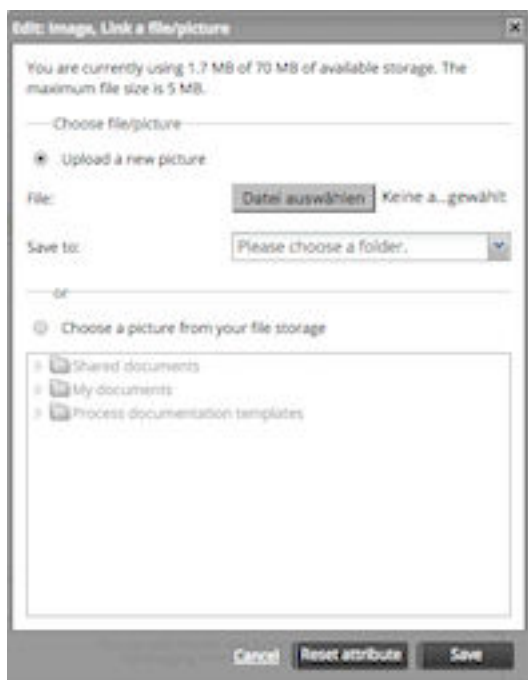 Edit: Image, Link a file/picture
You are currently using 1.7 MB of 70 MB of available storage. The
maximum file size is 5 MB.
Choose file/picture
Upload a new picture
File: Datei auswählen Keine a...gewählt
Save to: Please choose a folder.
or
Choose a picture from your file storage
Shared documents
My documents
Process documentation templates
Cancel Reset attribute Save